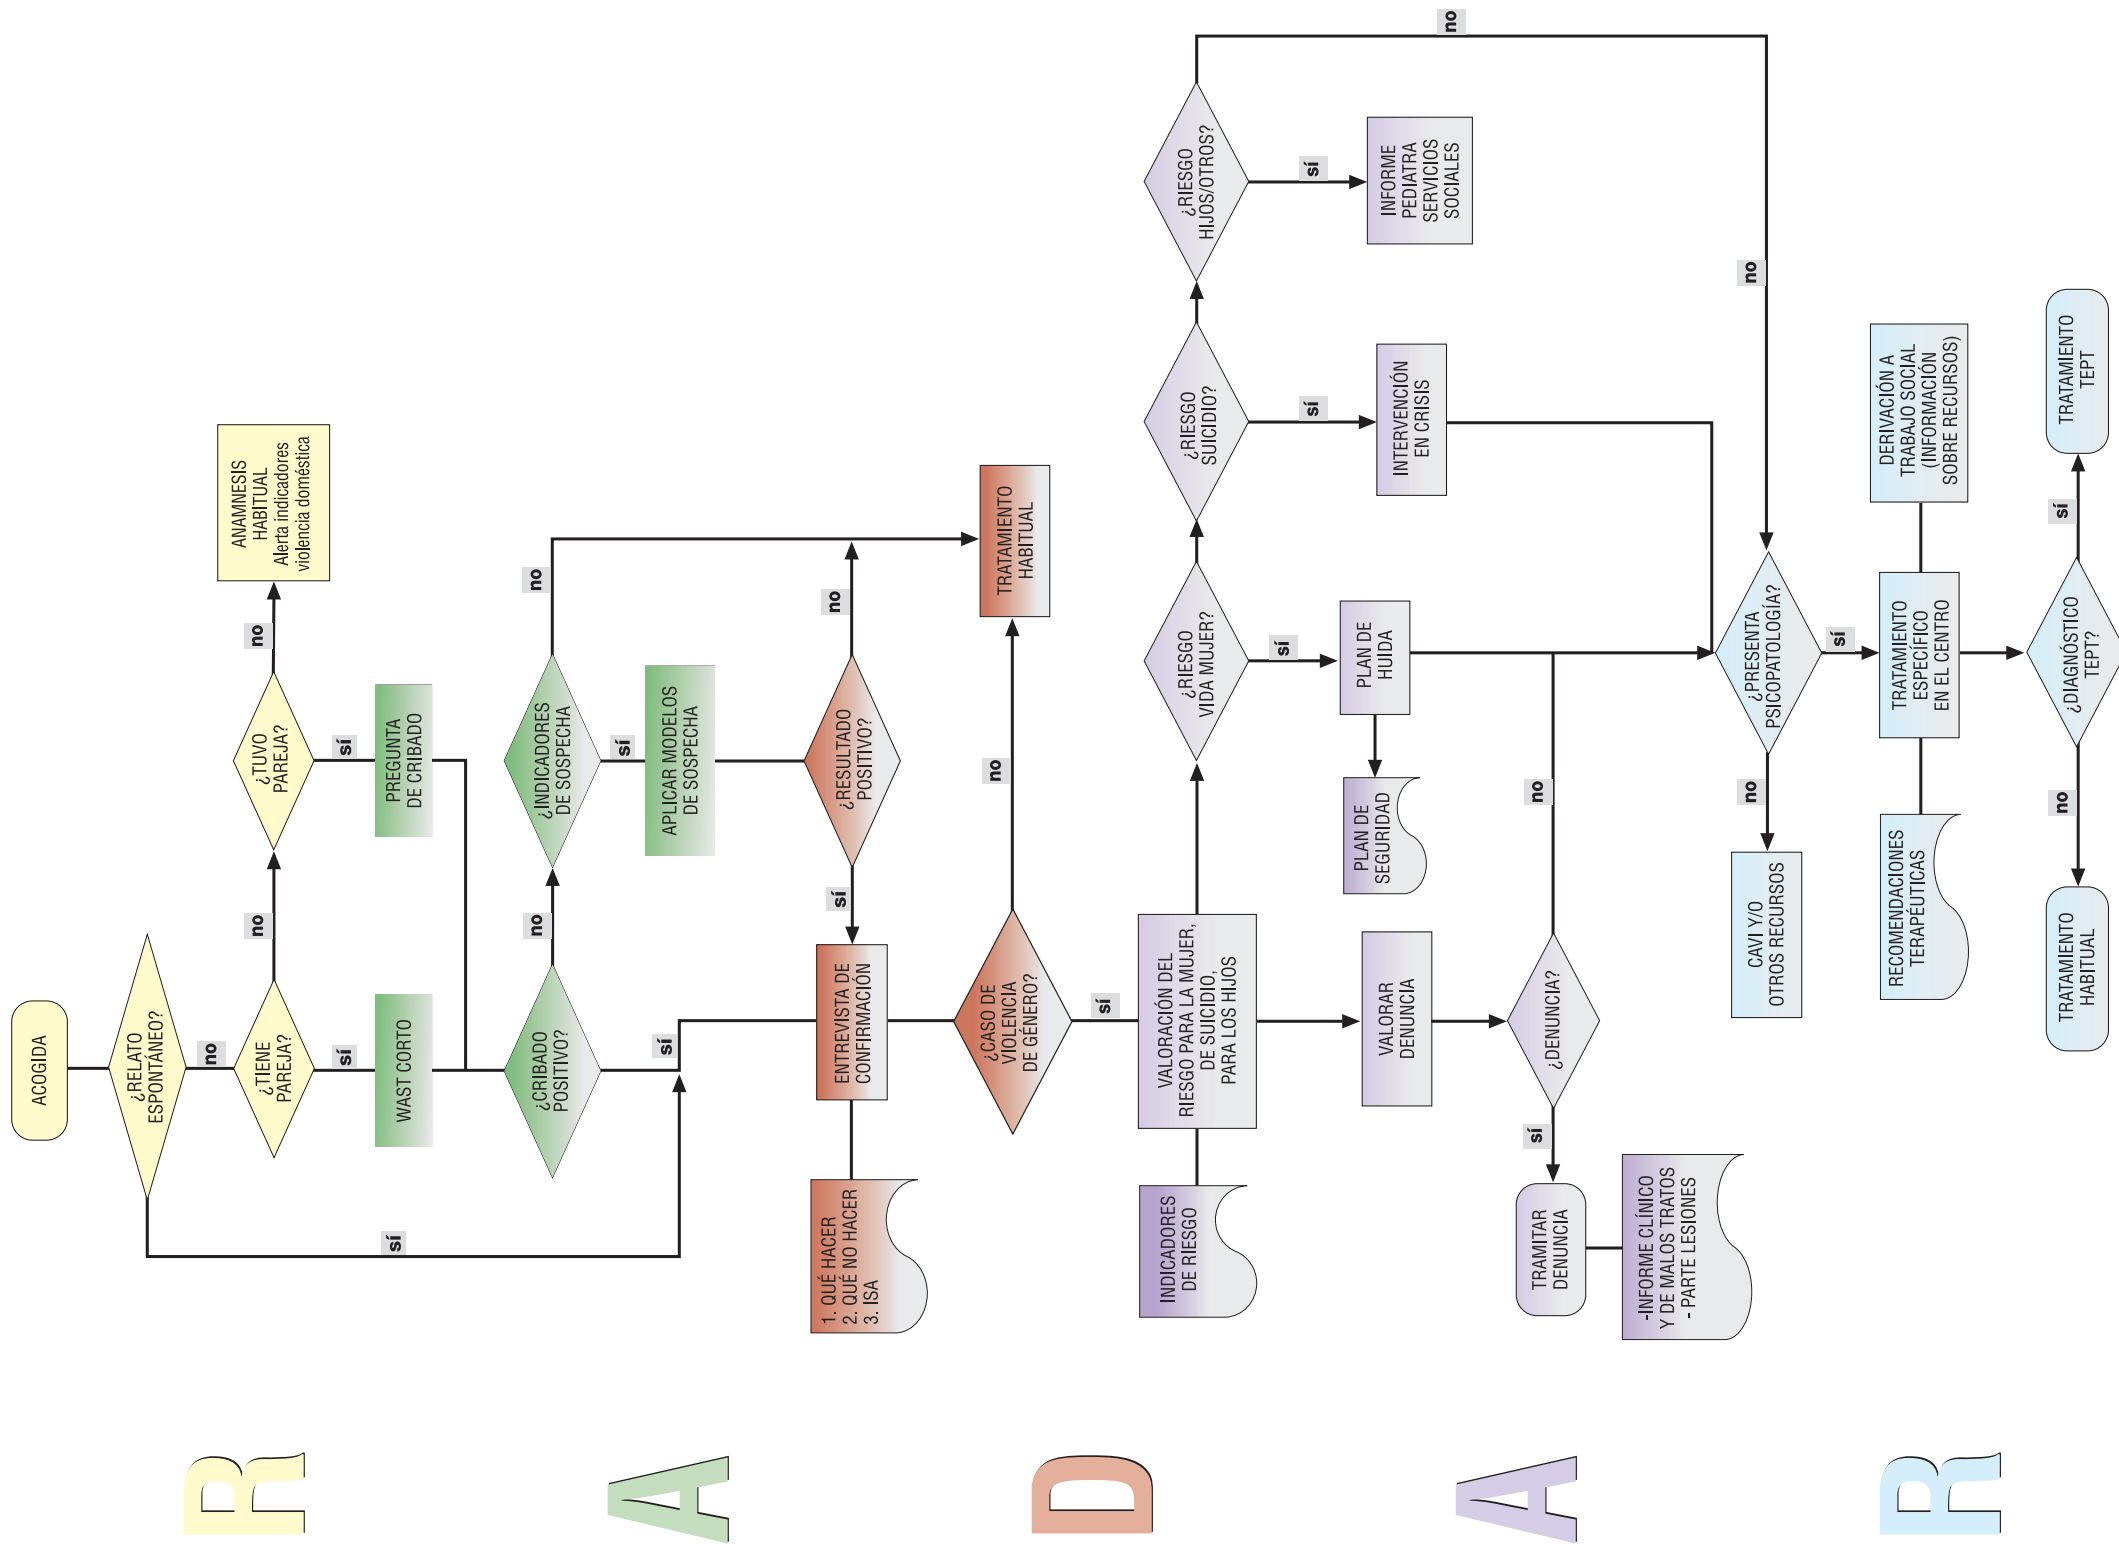 ACOGIDA
¿RELATO
ESPONTÁNEO?
sí
no
¿TIENE
PAREJA?
no
¿TUVO
PAREJA?
no
ANAMNESIS
HABITUAL
Alerta indicadores
violencia doméstica
sí
WAST CORTO
sí
PREGUNTA
DE CRIBADO
¿CRIBADO
POSITIVO?
no
¿INDICADORES
DE SOSPECHA
no
sí
sí
APLICAR MODELOS
DE SOSPECHA
¿RESULTADO
POSITIVO?
no
sí
ENTREVISTA DE
CONFIRMACIÓN
1. QUÉ HACER
2. QUÉ NO HACER
3. ISA
¿CASO DE
VIOLENCIA
DE GÉNERO?
no
TRATAMIENTO
HABITUAL
sí
VALORACIÓN DEL
RIESGO PARA LA MUJER,
DE SUICIDIO,
PARA LOS HIJOS
INDICADORES
DE RIESGO
¿RIESGO
VIDA MUJER?
¿RIESGO
SUICIDIO?
¿RIESGO
HIJOS/OTROS?
no
sí
PLAN DE
HUIDA
PLAN DE
SEGURIDAD
sí
INTERVENCIÓN
EN CRISIS
sí
INFORME
PEDIATRA
SERVICIOS
SOCIALES
VALORAR
DENUNCIA
¿DENUNCIA?
no
sí
TRAMITAR
DENUNCIA
-INFORME CLÍNICO
Y DE MALOS TRATOS
- PARTE LESIONES
no
¿PRESENTA
PSICOPATOLOGÍA?
no
CAVI Y/O
OTROS RECURSOS
sí
TRATAMIENTO
ESPECÍFICO
EN EL CENTRO
RECOMENDACIONES
TERAPÉUTICAS
DERIVACIÓN A
TRABAJO SOCIAL
(INFORMACIÓN
SOBRE RECURSOS)
¿DIAGNÓSTICO
TEPT?
no
TRATAMIENTO
HABITUAL
sí
TRATAMIENTO
TEPT
R
A
D
A
R